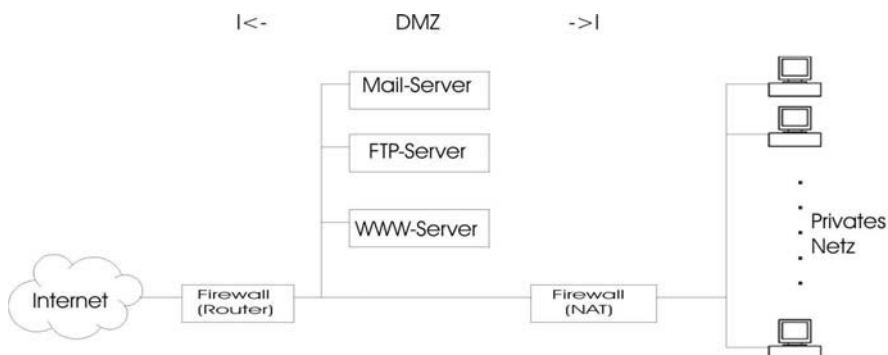 I<- DMZ ->I
Mail-Server
FTP-Server
WWW-Server
Privates
Netz
Internet
Firewall
(Router)
Firewall
(NAT)